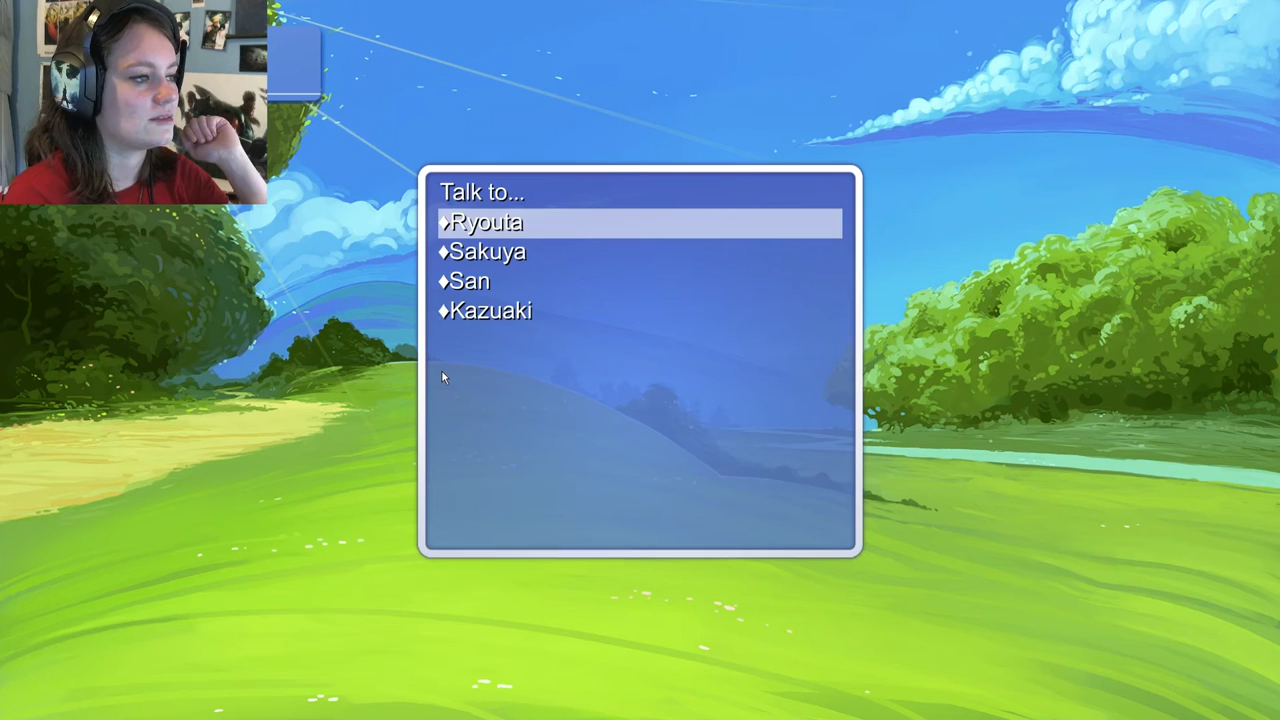 Talk to...
♦Ryouta
♦Sakuya
♦San
♦Kazuaki